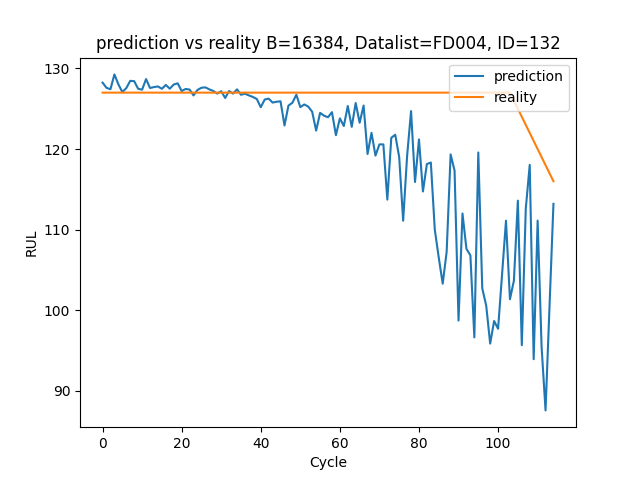 prediction vs reality B=16384, Datalist=FD004, ID=132
prediction
reality
130
120
110
100
90
RUL
0 20 40 60 80 100
Cycle